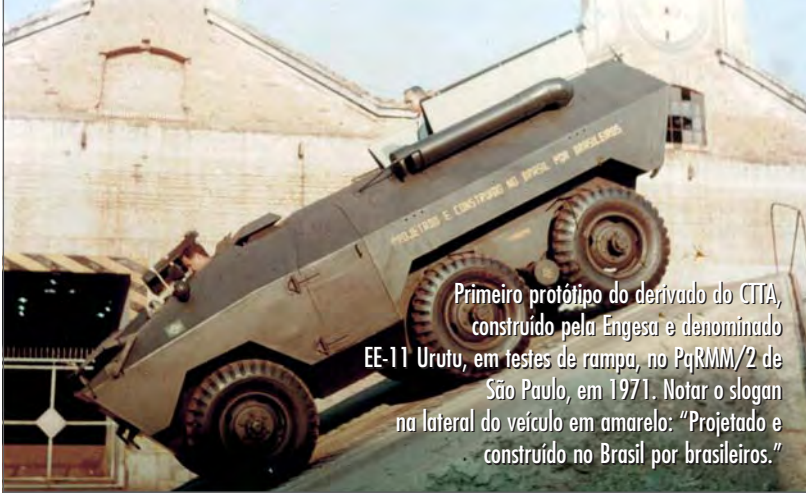 PROJETADO E CONSTRUIDO NO BRASIL POR BRASILEIROS
Primeiro protótipo do derivado do CTTA,
construído pela Engesa e denominado
EE-11 Urutu, em testes de rampa, no PqRMM/2 de
São Paulo, em 1971. Notar o slogan
na lateral do veículo em amarelo: “Projetado e
construído no Brasil por brasileiros.”